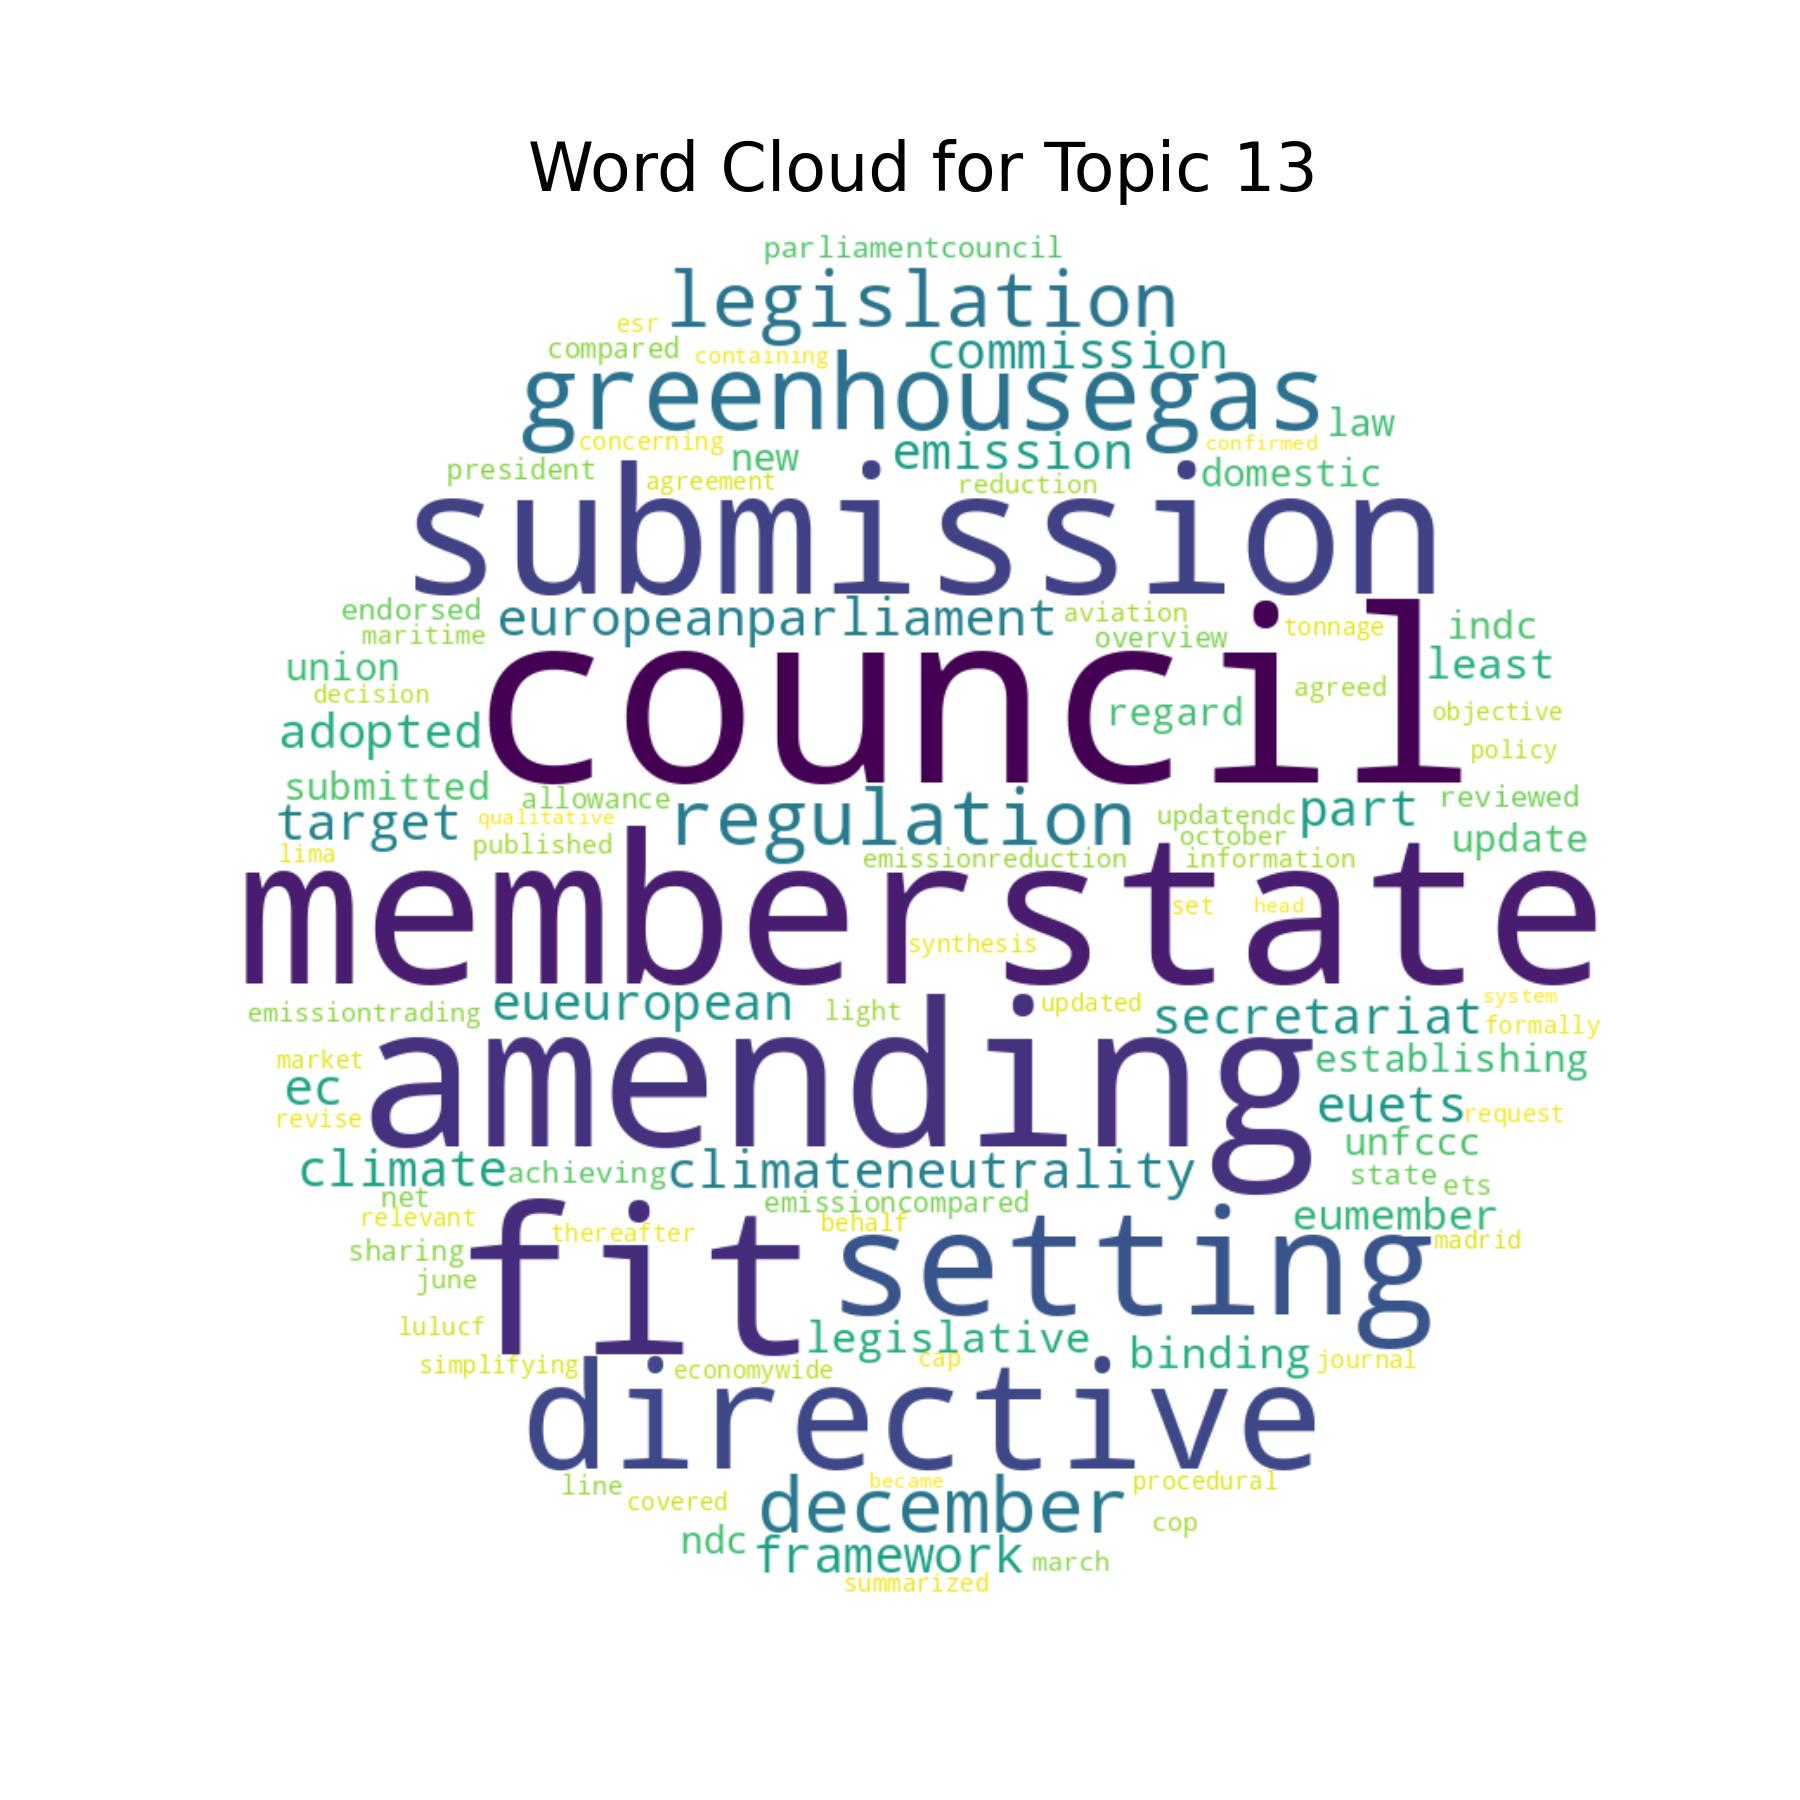 Word Cloud for Topic 13
parliamentcouncil
legislation
esr
compared
containing
commission
greenhousegas
law
concerning
new
emission
confirmed
president
agreement
reduction
domestic
submission
endorsed
maritime
europeanparliament
aviation
overview
tonnage
indc
union
least
decision
council
agreed
regard
objective
adopted
policy
submitted
allowance
regulation
part
reviewed
target
qualitative
updatendc
october
update
published
lima
emissionreduction
information
memberstate
set
head
synthesis
emissiontrading
eueuropean
light
updated
secretariat
system
formally
market
amending
establishing
ec
revise
euets
request
unfccc
climate
achieving
climateneutrality
state
ets
net
emissioncompared
relevant
behalf
eumember
thereafter
madrid
sharing
fit
setting
june
lulucf
legislative
binding
journal
simplifying
economywide
cap
directive
line
became
procedural
covered
december
cop
ndc
framework
march
summarized